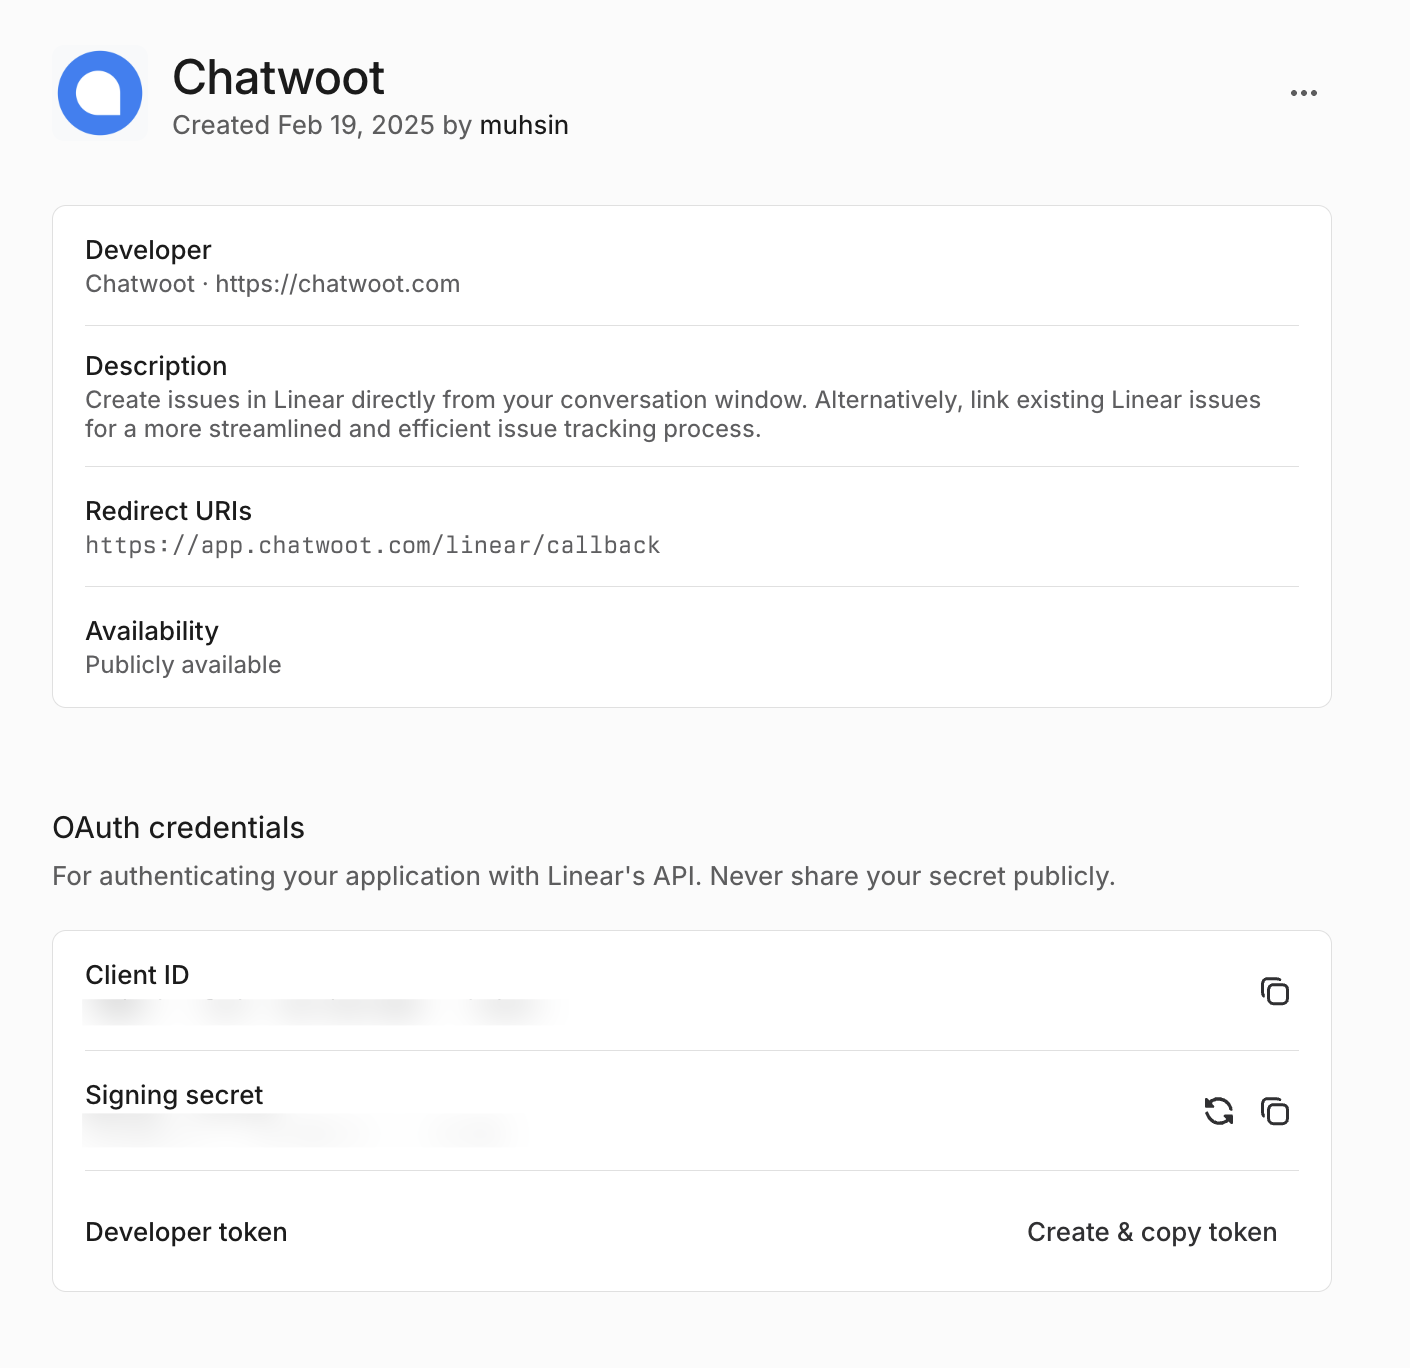 Chatwoot
Created Feb 19, 2025 by muhsin
Developer
Chatwoot · https://chatwoot.com
Description
Create issues in Linear directly from your conversation window. Alternatively, link existing Linear issues
for a more streamlined and efficient issue tracking process.
Redirect URIs
https://app.chatwoot.com/linear/callback
Availability
Publicly available
OAuth credentials
For authenticating your application with Linear's API. Never share your secret publicly.
Client ID
Signing secret
Developer token
Create & copy token